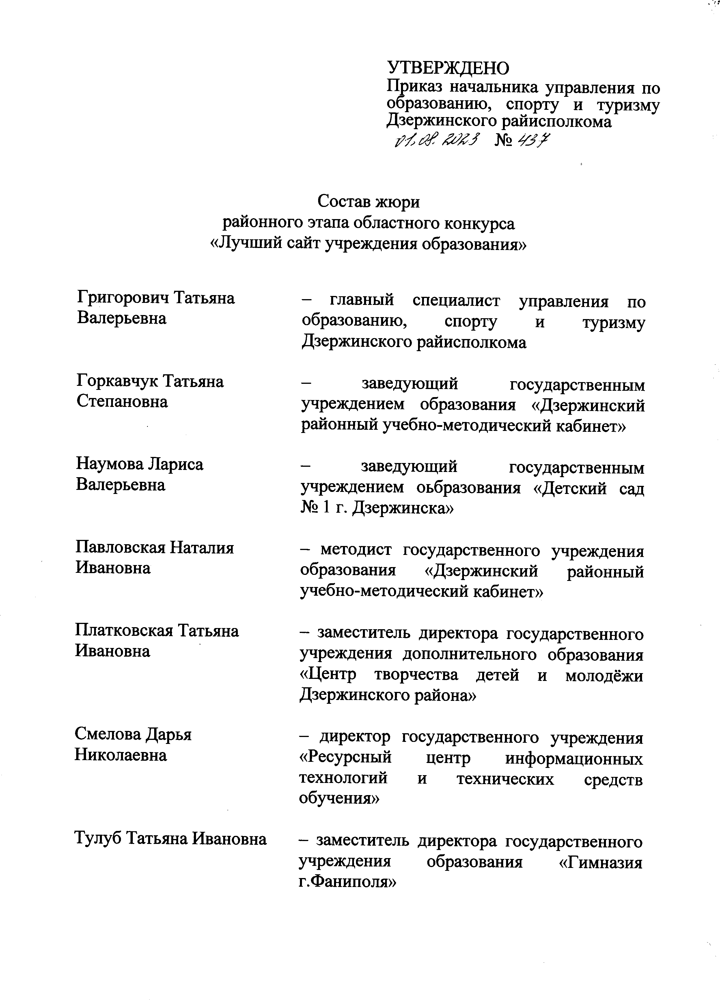 УТВЕРЖДЕНО
Приказ начальника управления по
образованию, спорту и туризму
Дзержинского райисполкома
01.08.2023 № 437
Состав жюри
районного этапа областного конкурса
«Лучший сайт учреждения образования»
Григорович Татьяна
Валерьевна
– главный специалист управления по
образованию, спорту и туризму
Дзержинского райисполкома
Горкавчук Татьяна
Степановна
– заведующий государственным
учреждением образования «Дзержинский
районный учебно-методический кабинет»
Наумова Лариса
Валерьевна
– заведующий государственным
учреждением оьбразования «Детский сад
№ 1 г. Дзержинска»
Павловская Наталия
Ивановна
– методист государственного учреждения
образования «Дзержинский районный
учебно-методический кабинет»
Платковская Татьяна
Ивановна
– заместитель директора государственного
учреждения дополнительного образования
«Центр творчества детей и молодёжи
Дзержинского района»
Смелова Дарья
Николаевна
– директор государственного учреждения
«Ресурсный центр информационных
технологий и технических средств
обучения»
Тулуб Татьяна Ивановна
– заместитель директора государственного
учреждения образования «Гимназия
г.Фаниполя»